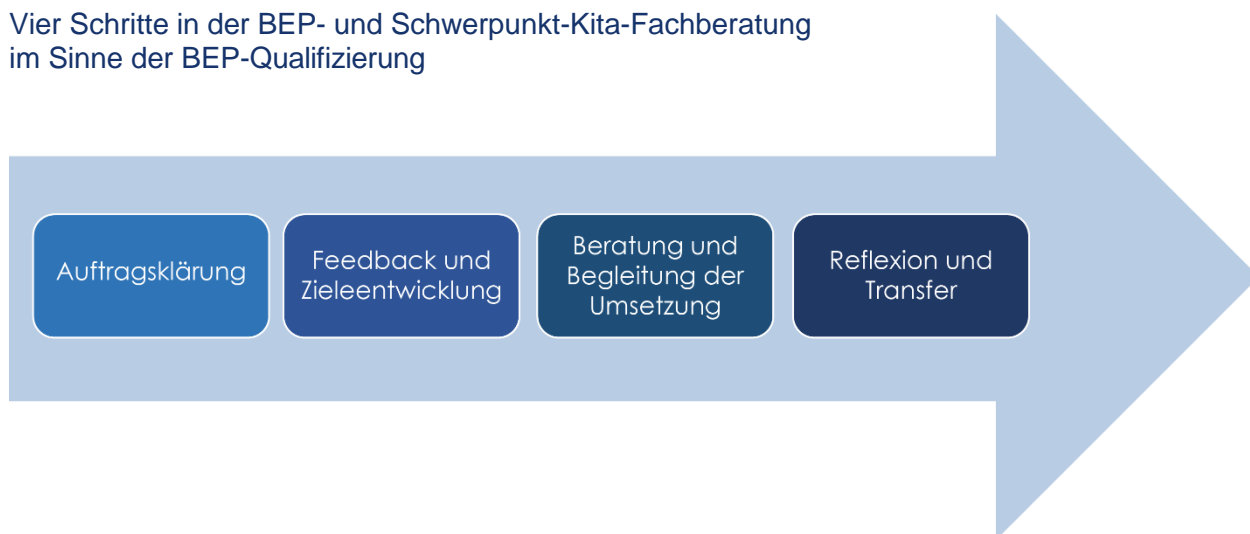 Vier Schritte in der BEP- und Schwerpunkt-Kita-Fachberatung
im Sinne der BEP-Qualifizierung
Auftragsklärung
Feedback und
Zieleentwicklung
Beratung und
Begleitung der
Umsetzung
Reflexion und
Transfer